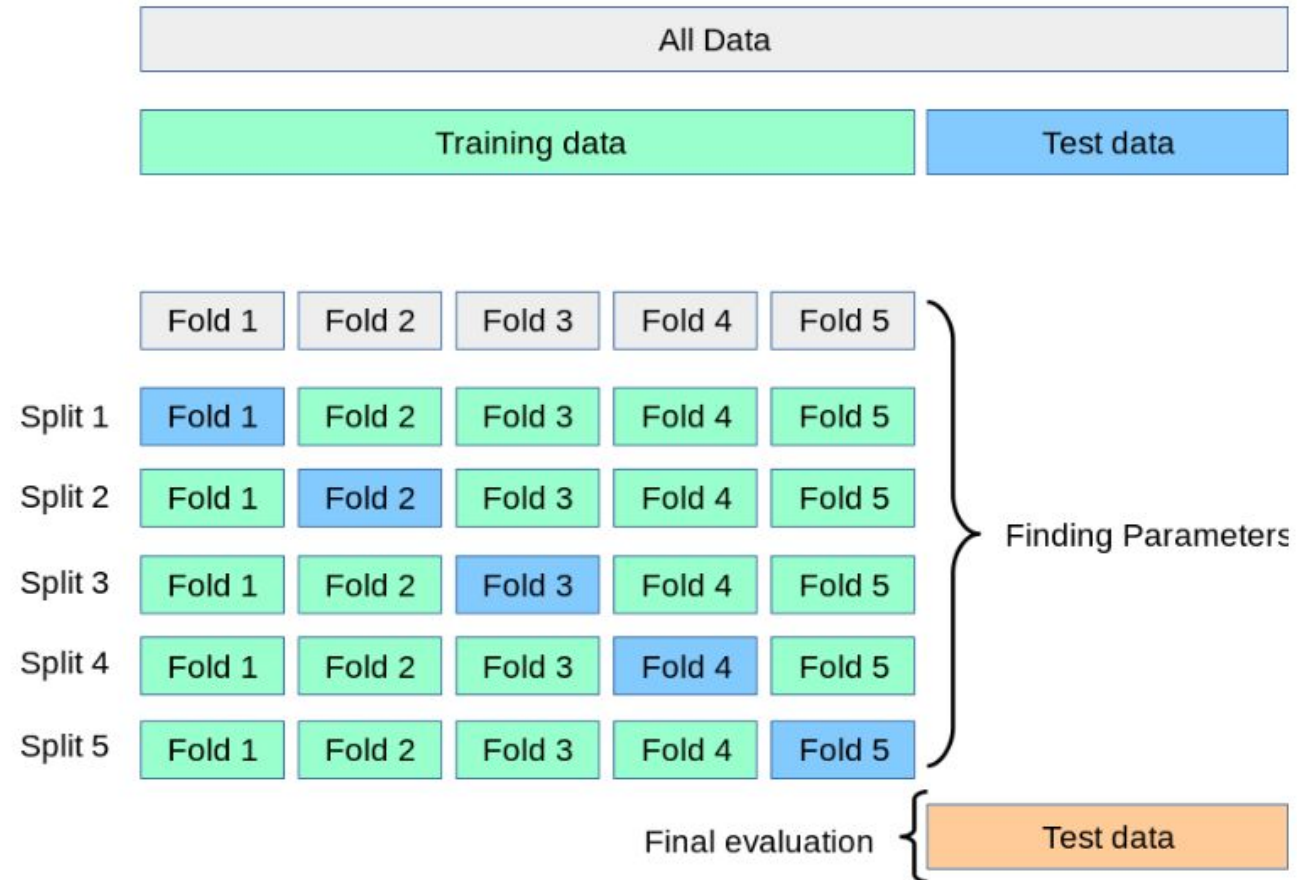 All Data
Training data Test data
Fold 1 Fold 2 Fold 3 Fold 4 Fold 5
Split 1 Fold 1 Fold 2 Fold 3 Fold 4 Fold 5
Split 2 Fold 1 Fold 2 Fold 3 Fold 4 Fold 5
Finding Parameters
Split 3 Fold 1 Fold 2 Fold 3 Fold 4 Fold 5
Split 4 Fold 1 Fold 2 Fold 3 Fold 4 Fold 5
Split 5 Fold 1 Fold 2 Fold 3 Fold 4 Fold 5
Final evaluation Test data